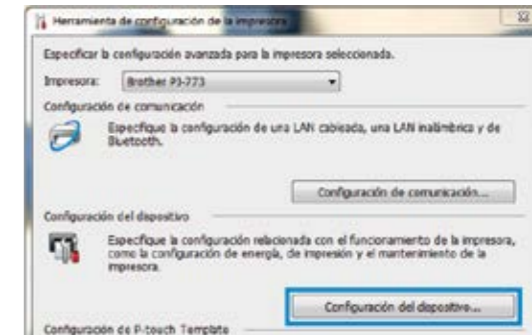 Herramienta de configuración de la impresora
Especificar la configuración avanzada para la impresora seleccionada.
Impresora: Brother PJ-773
Configuración de comunicación
Especifique la configuración de una LAN cableada, una LAN inalámbrica y de
Bluetooth.
Configuración de comunicación...
Configuración del dispositivo
Especifique la configuración relacionada con el funcionamiento de la impresora,
como la configuración de energía, de impresión y el mantenimiento de la
impresora.
Configuración del dispositivo...
Configuración de P-touch Template